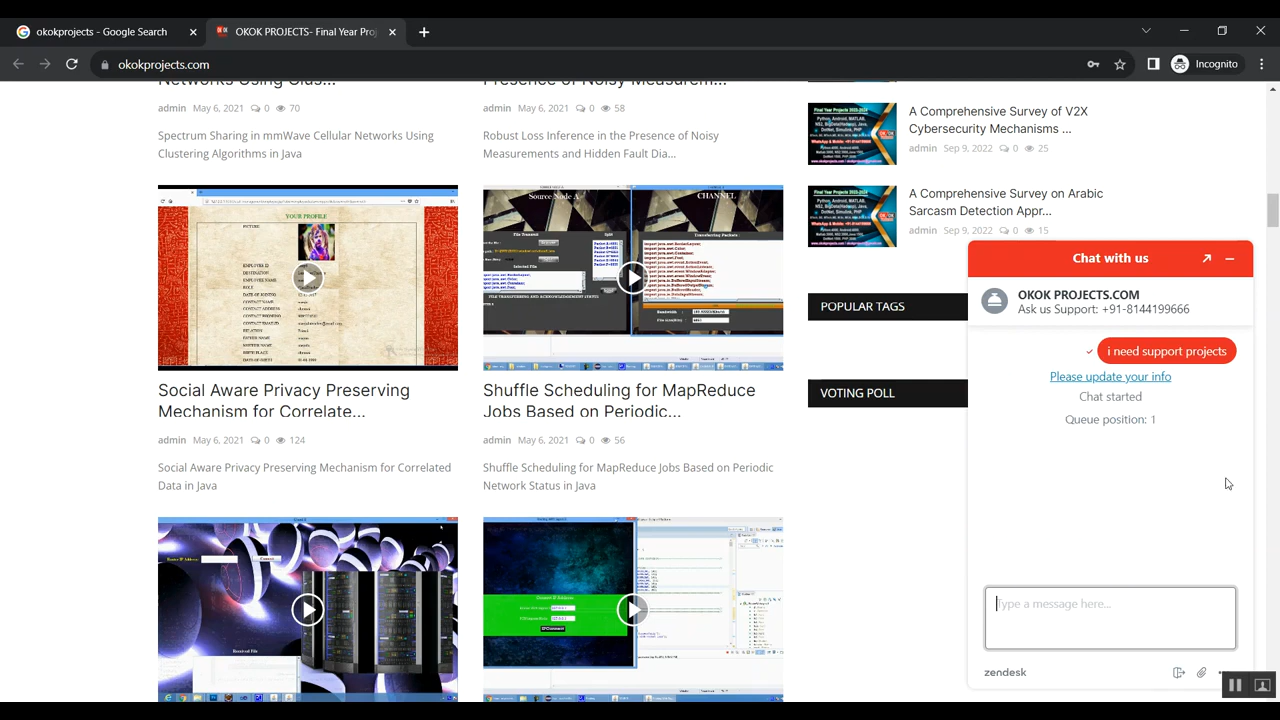 okokprojects - Google Search
OKOK PROJECTS- Final Year Pro
okokprojects.com
Incognito
Networks Using Glas...
admin May 6, 2021 0 70
Spectrum Sharing in mmWave Cellular Networks Using
Clustering Algorithms in Java
Presence of Noisy Measurem...
admin May 6, 2021 0 58
Robust Loss Inference in the Presence of Noisy
Measurements and Hidden Fault Dia...
YOUR PROFILE
Social Aware Privacy Preserving
Mechanism for Correlate...
admin May 6, 2021 0 124
Social Aware Privacy Preserving Mechanism for Correlated
Data in Java
Source Node A
CHANNEL
Shuffle Scheduling for MapReduce
Jobs Based on Periodic...
admin May 6, 2021 0 56
Shuffle Scheduling for MapReduce Jobs Based on Periodic
Network Status in Java
A Comprehensive Survey of V2X
Cybersecurity Mechanisms ...
admin Sep 9, 2022 0 25
A Comprehensive Survey on Arabic
Sarcasm Detection Appr...
admin Sep 9, 2022 0 15
POPULAR TAGS
VOTING POLL
Chat with us
OKOK PROJECTS.COM
Ask us Support +91- 8144199666
i need support projects
Please update your info
Chat started
Queue position: 1
Type a message here...
zendesk